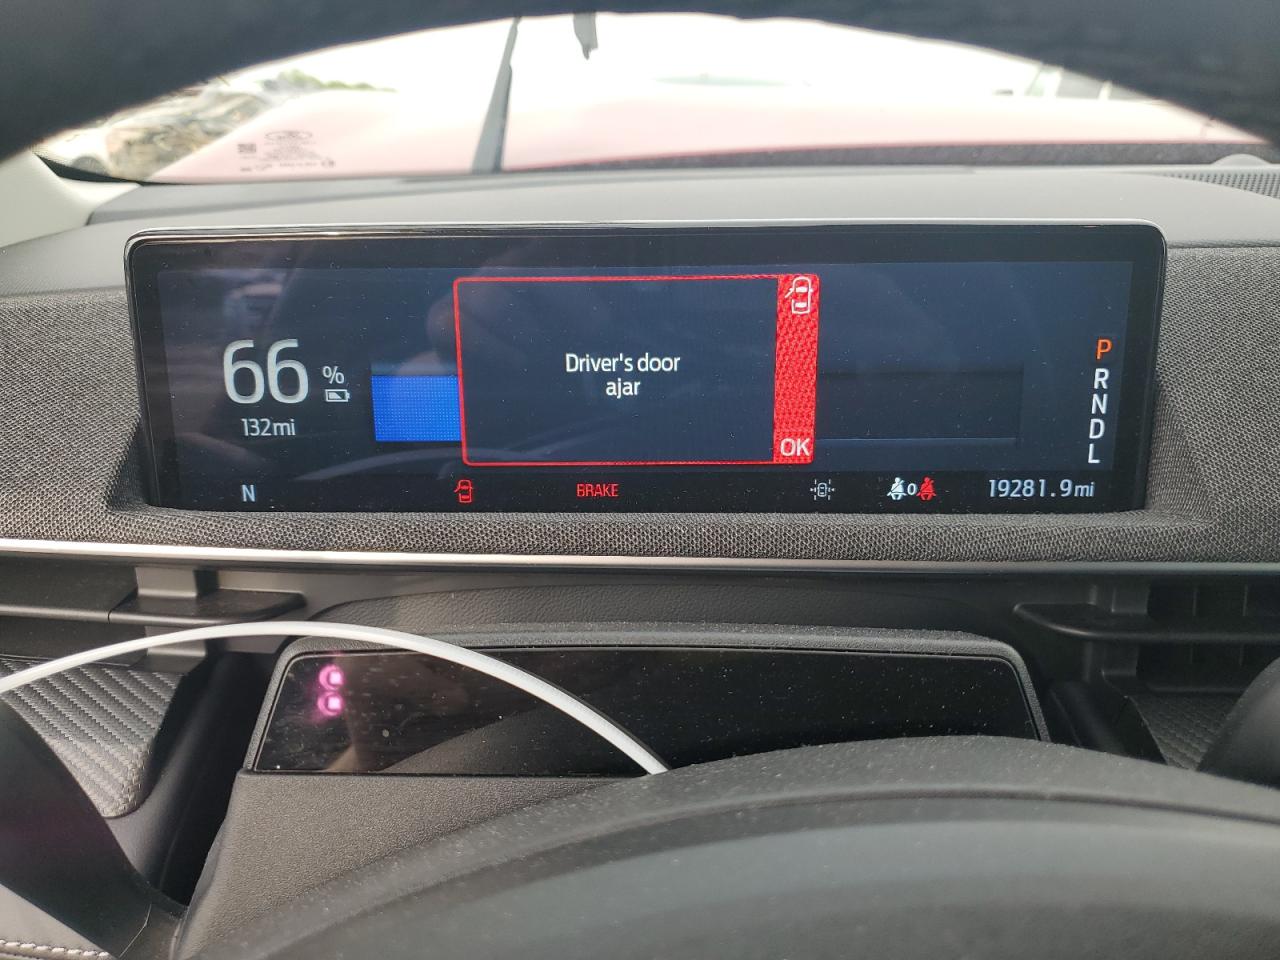 66 %
132mi
Driver's door
ajar
OK
P
R
N
D
L
N
BRAKE
0
19281.9mi